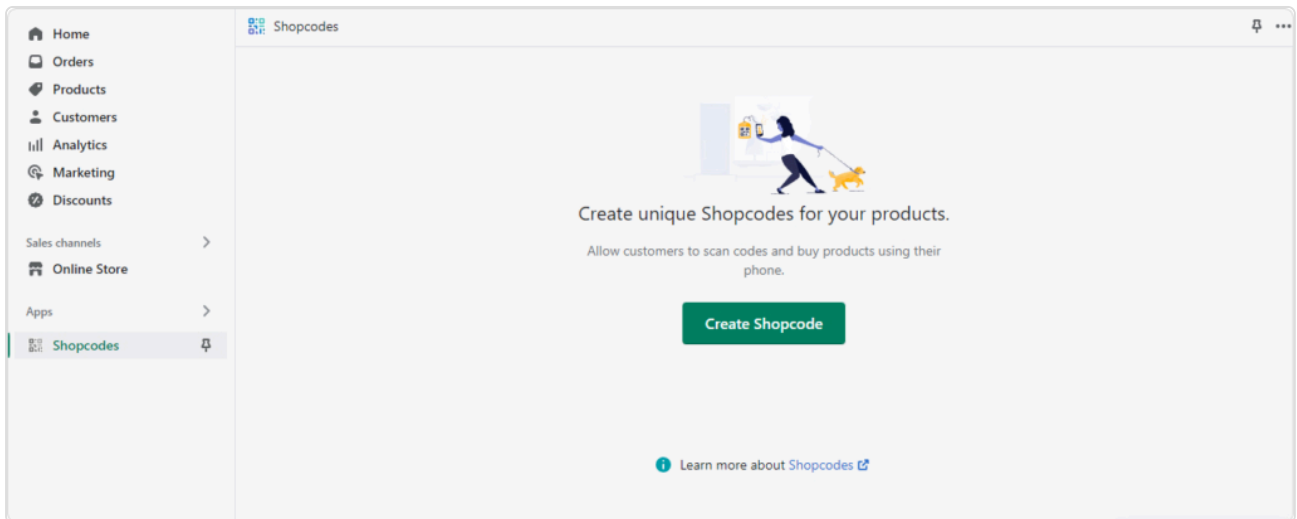 Home
Orders
Products
Customers
Analytics
Marketing
Discounts
Sales channels
Online Store
Apps
Shopcodes
Shopcodes
Create unique Shopcodes for your products.
Allow customers to scan codes and buy products using their
phone.
Create Shopcode
Learn more about Shopcodes